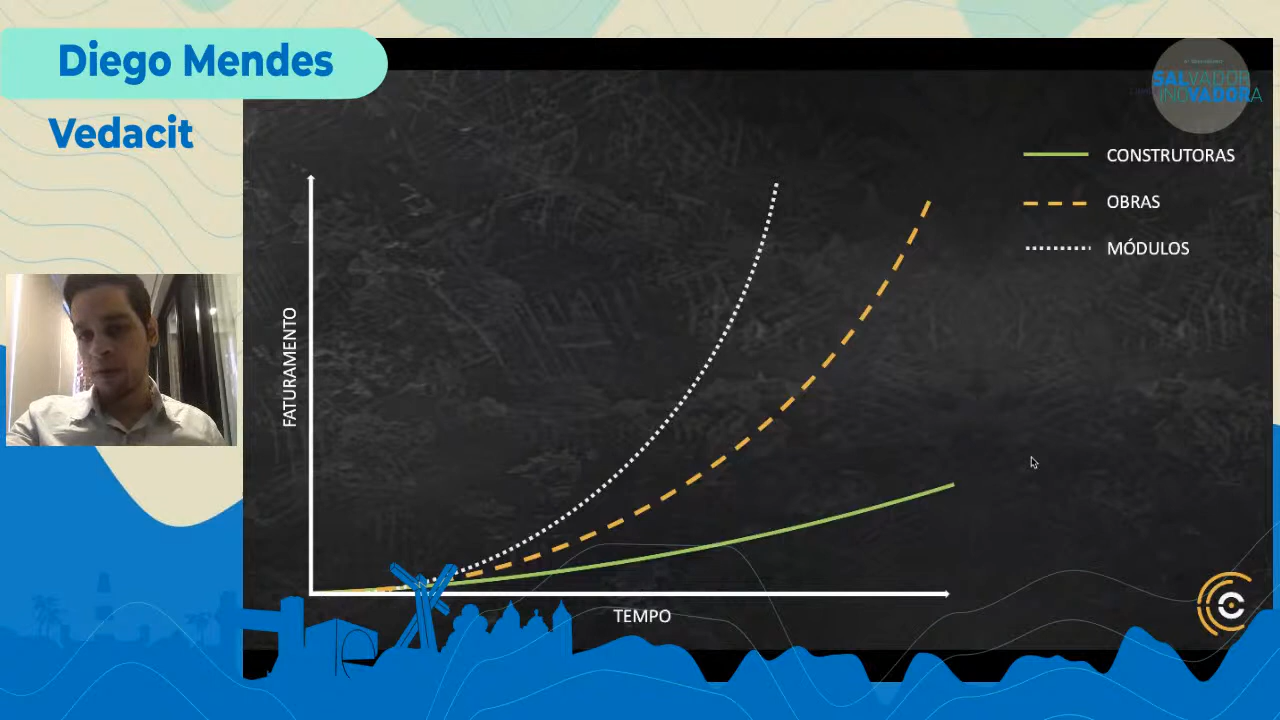 Diego Mendes
Vedacit
SALVADOR
INOVADORA
CONSTRUTORAS
OBRAS
MÓDULOS
FATURAMENTO
TEMPO